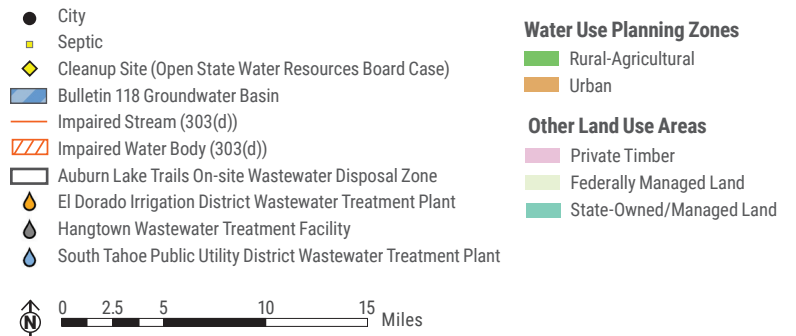 City
Septic
Cleanup Site (Open State Water Resources Board Case)
Bulletin 118 Groundwater Basin
Impaired Stream (303(d))
Impaired Water Body (303(d))
Auburn Lake Trails On-site Wastewater Disposal Zone
El Dorado Irrigation District Wastewater Treatment Plant
Hangtown Wastewater Treatment Facility
South Tahoe Public Utility District Wastewater Treatment Plant
Water Use Planning Zones
Rural-Agricultural
Urban
Other Land Use Areas
Private Timber
Federally Managed Land
State-Owned/Managed Land
N
0 2.5 5 10 15
Miles